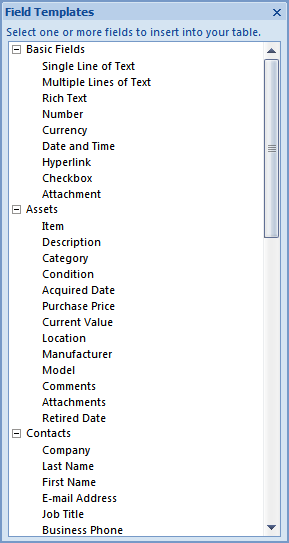 Field Templates
Select one or more fields to insert into your table.
Basic Fields
Single Line of Text
Multiple Lines of Text
Rich Text
Number
Currency
Date and Time
Hyperlink
Checkbox
Attachment
Assets
Item
Description
Category
Condition
Acquired Date
Purchase Price
Current Value
Location
Manufacturer
Model
Comments
Attachments
Retired Date
Contacts
Company
Last Name
First Name
E-mail Address
Job Title
Business Phone